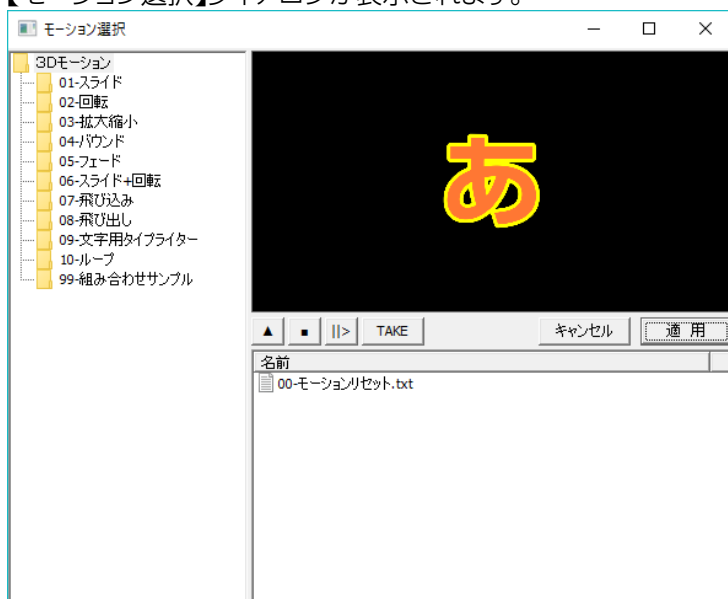 【モーション選択】ダイアログが表示されます。
モーション選択
3Dモーション
01-スライド
02-回転
03-拡大縮小
04-バウンド
05-フェード
06-スライド+回転
07-飛び込み
08-飛び出し
09-文字用タイプライター
10-ループ
99-組み合わせサンプル
あ
▲ ■ ||> TAKE キャンセル 適 用
名前
00-モーションリセット.txt